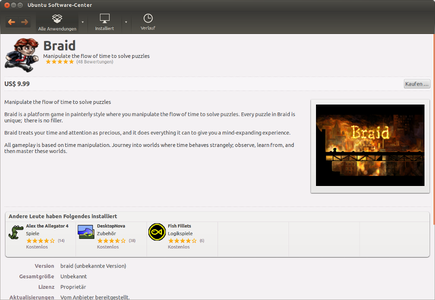 Ubuntu Software-Center
Alle Anwendungen
Installiert
Verlauf
Braid
Manipulate the flow of time to solve puzzles
(48 Bewertungen)
US$ 9.99
Kaufen ...
Manipulate the flow of time to solve puzzles
Braid is a platform game in painterly style where you manipulate the flow of time to solve puzzles. Every puzzle in Braid is
unique; there is no filler.
Braid treats your time and attention as precious, and it does everything it can to give you a mind-expanding experience.
All gameplay is based on time manipulation. Journey into worlds where time behaves strangely; observe, learn from, and
then master these worlds.
Braid
Andere Leute haben Folgendes installiert
Alex the Allegator 4
Spiele
Kostenlos
DesktopNova
Zubehör
Kostenlos
Fish Fillets
Logikspiele
Kostenlos
Version braid (unbekannte Version)
Gesamtgröße Unbekannt
Lizenz Proprietär
Aktualisierungen Vom Anbieter bereitgestellt.